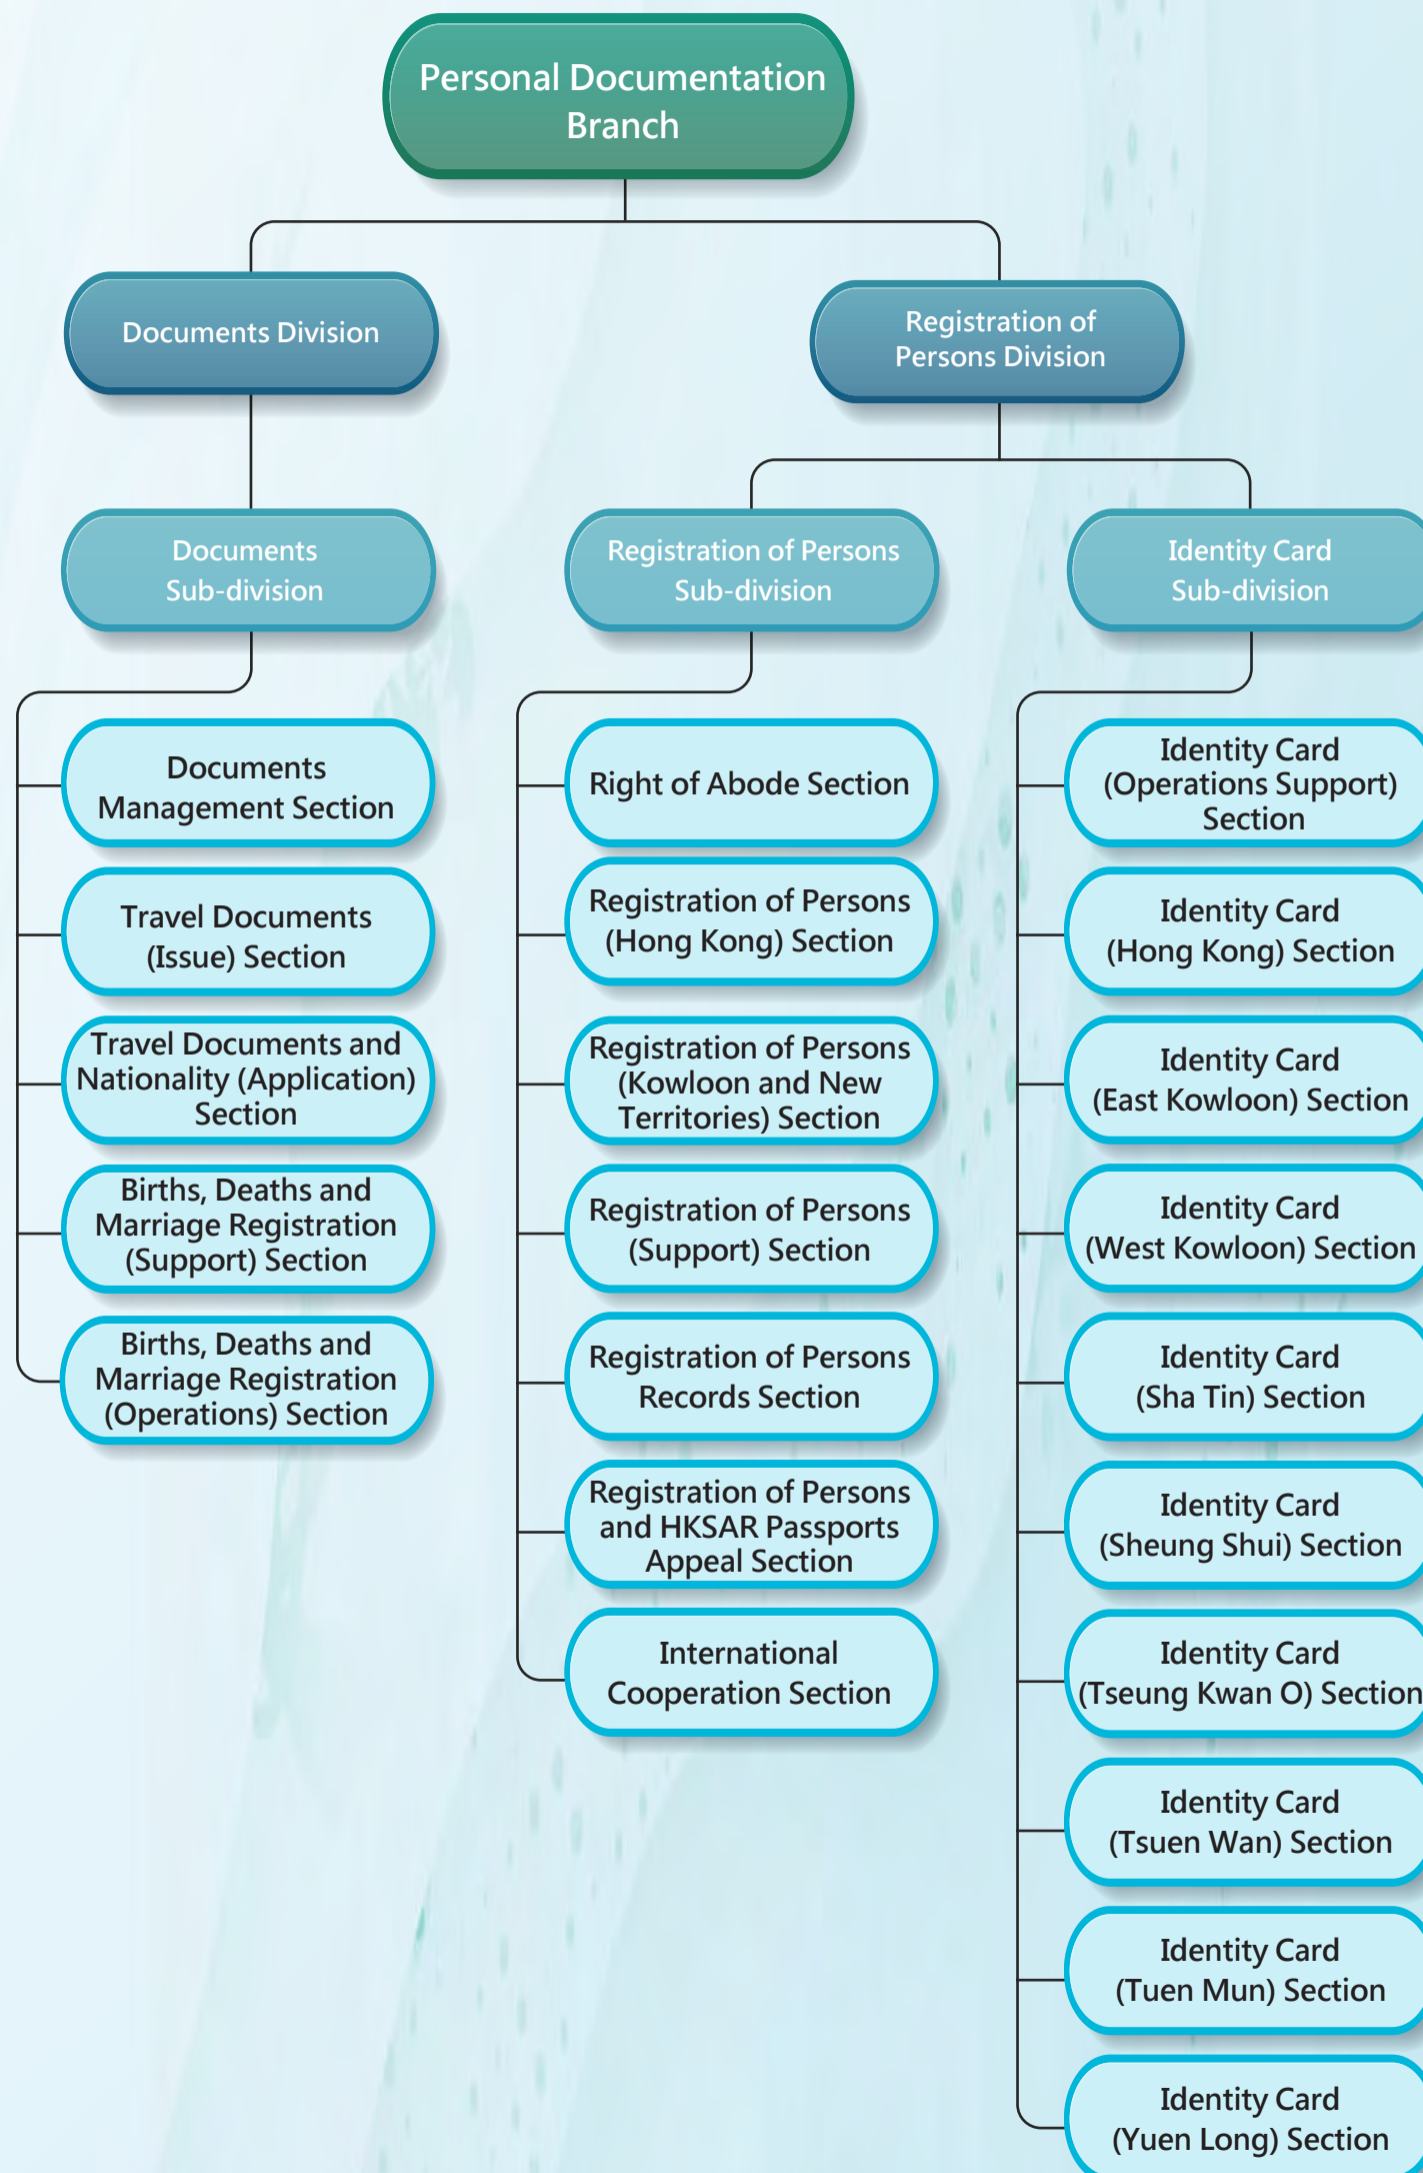 Personal Documentation
Branch
Documents Division
Registration of
Persons Division
Documents
Sub-division
Registration of Persons
Sub-division
Identity Card
Sub-division
Documents
Management Section
Travel Documents
(Issue) Section
Travel Documents and
Nationality (Application)
Section
Births, Deaths and
Marriage Registration
(Support) Section
Births, Deaths and
Marriage Registration
(Operations) Section
Right of Abode Section
Registration of Persons
(Hong Kong) Section
Registration of Persons
(Kowloon and New
Territories) Section
Registration of Persons
(Support) Section
Registration of Persons
Records Section
Registration of Persons
and HKSAR Passports
Appeal Section
International
Cooperation Section
Identity Card
(Operations Support)
Section
Identity Card
(Hong Kong) Section
Identity Card
(East Kowloon) Section
Identity Card
(West Kowloon) Section
Identity Card
(Sha Tin) Section
Identity Card
(Sheung Shui) Section
Identity Card
(Tseung Kwan O) Section
Identity Card
(Tsuen Wan) Section
Identity Card
(Tuen Mun) Section
Identity Card
(Yuen Long) Section